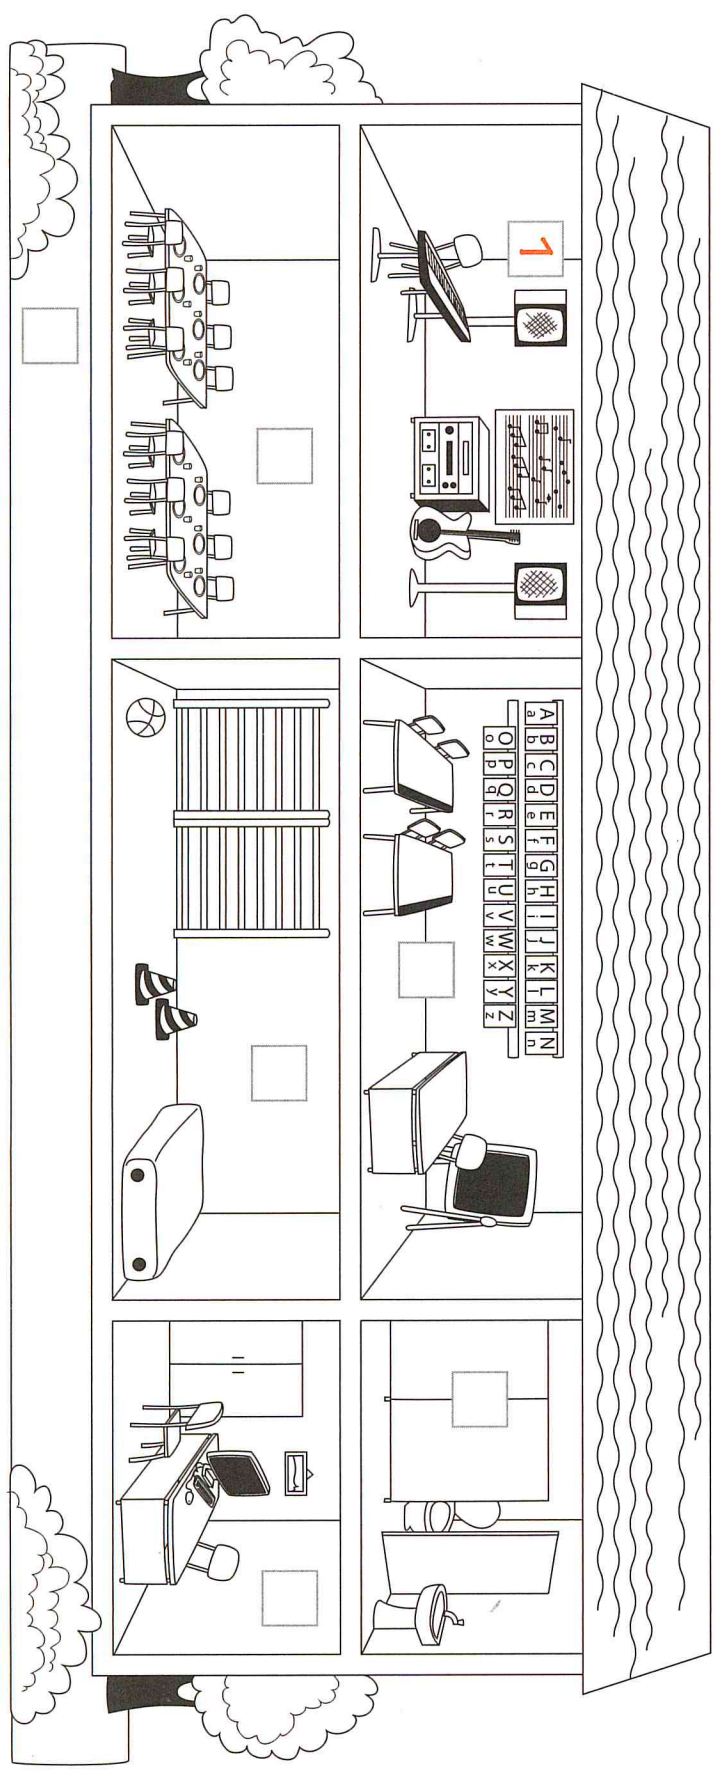 1
A B C D E F G H I J K L M N
a b c d e f g h i j k l m n
O P Q R S T U V W X Y Z
o p q r s t u v w x y z